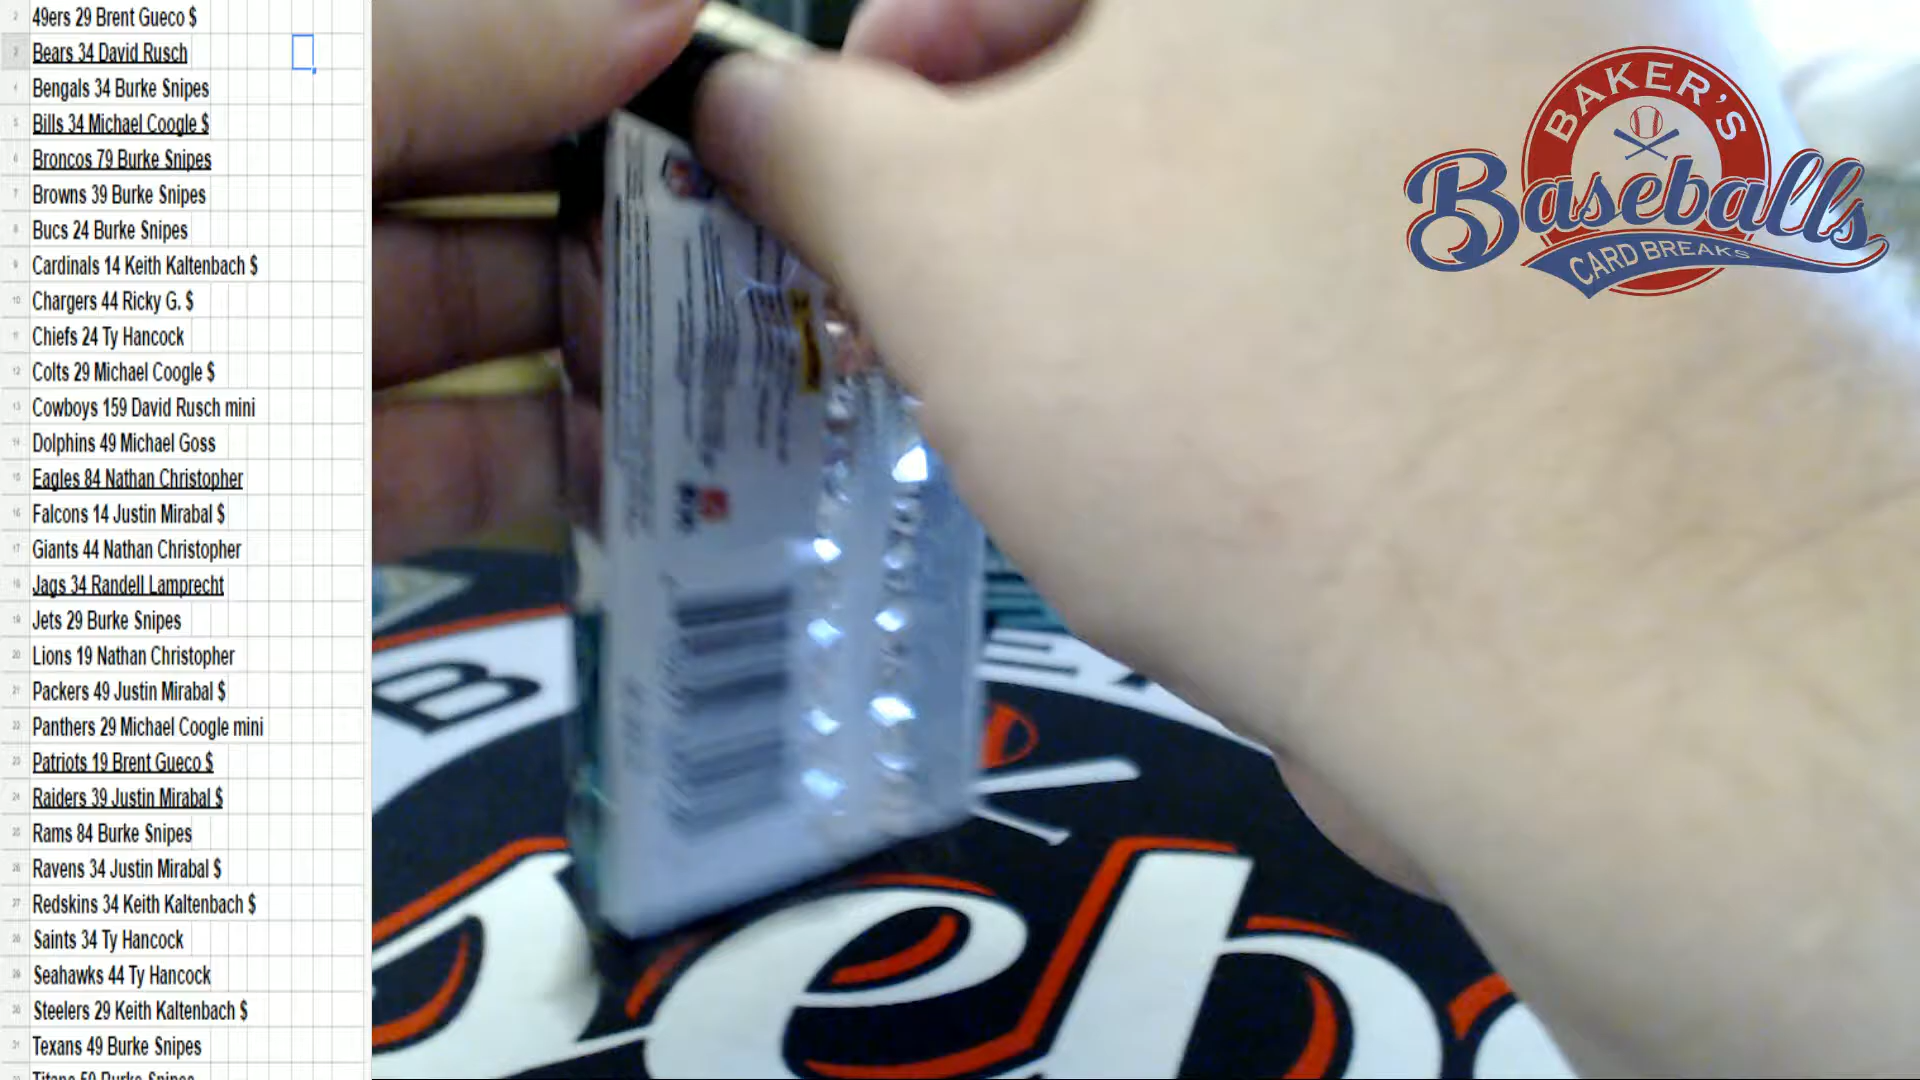 49ers 29 Brent Gueco $
Bears 34 David Rusch
Bengals 34 Burke Snipes
Bills 34 Michael Coogle $
Broncos 79 Burke Snipes
Browns 39 Burke Snipes
Bucs 24 Burke Snipes
Cardinals 14 Keith Kaltenbach $
Chargers 44 Ricky G. $
Chiefs 24 Ty Hancock
Colts 29 Michael Coogle $
Cowboys 159 David Rusch mini
Dolphins 49 Michael Goss
Eagles 84 Nathan Christopher
Falcons 14 Justin Mirabal $
Giants 44 Nathan Christopher
Jags 34 Randell Lamprecht
Jets 29 Burke Snipes
Lions 19 Nathan Christopher
Packers 49 Justin Mirabal $
Panthers 29 Michael Coogle mini
Patriots 19 Brent Gueco $
Raiders 39 Justin Mirabal $
Rams 84 Burke Snipes
Ravens 34 Justin Mirabal $
Redskins 34 Keith Kaltenbach $
Saints 34 Ty Hancock
Seahawks 44 Ty Hancock
Steelers 29 Keith Kaltenbach $
Texans 49 Burke Snipes
BAKER'S
Baseballs
CARD BREAKS
B
seb